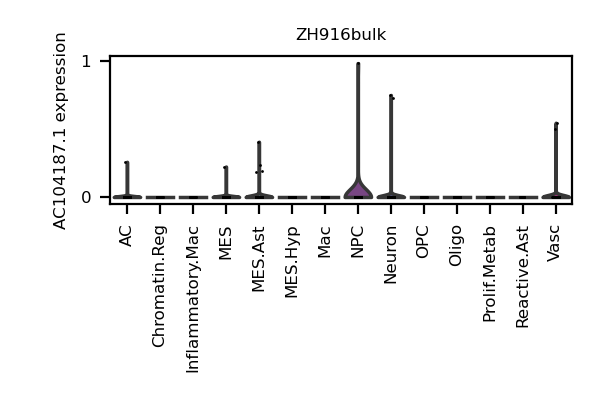 ZH916bulk
AC104187.1 expression
1
0
AC
Chromatin.Reg
Inflammatory.Mac
MES
MES.Ast
MES.Hyp
Mac
NPC
Neuron
OPC
Oligo
Prolif.Metab
Reactive.Ast
Vasc